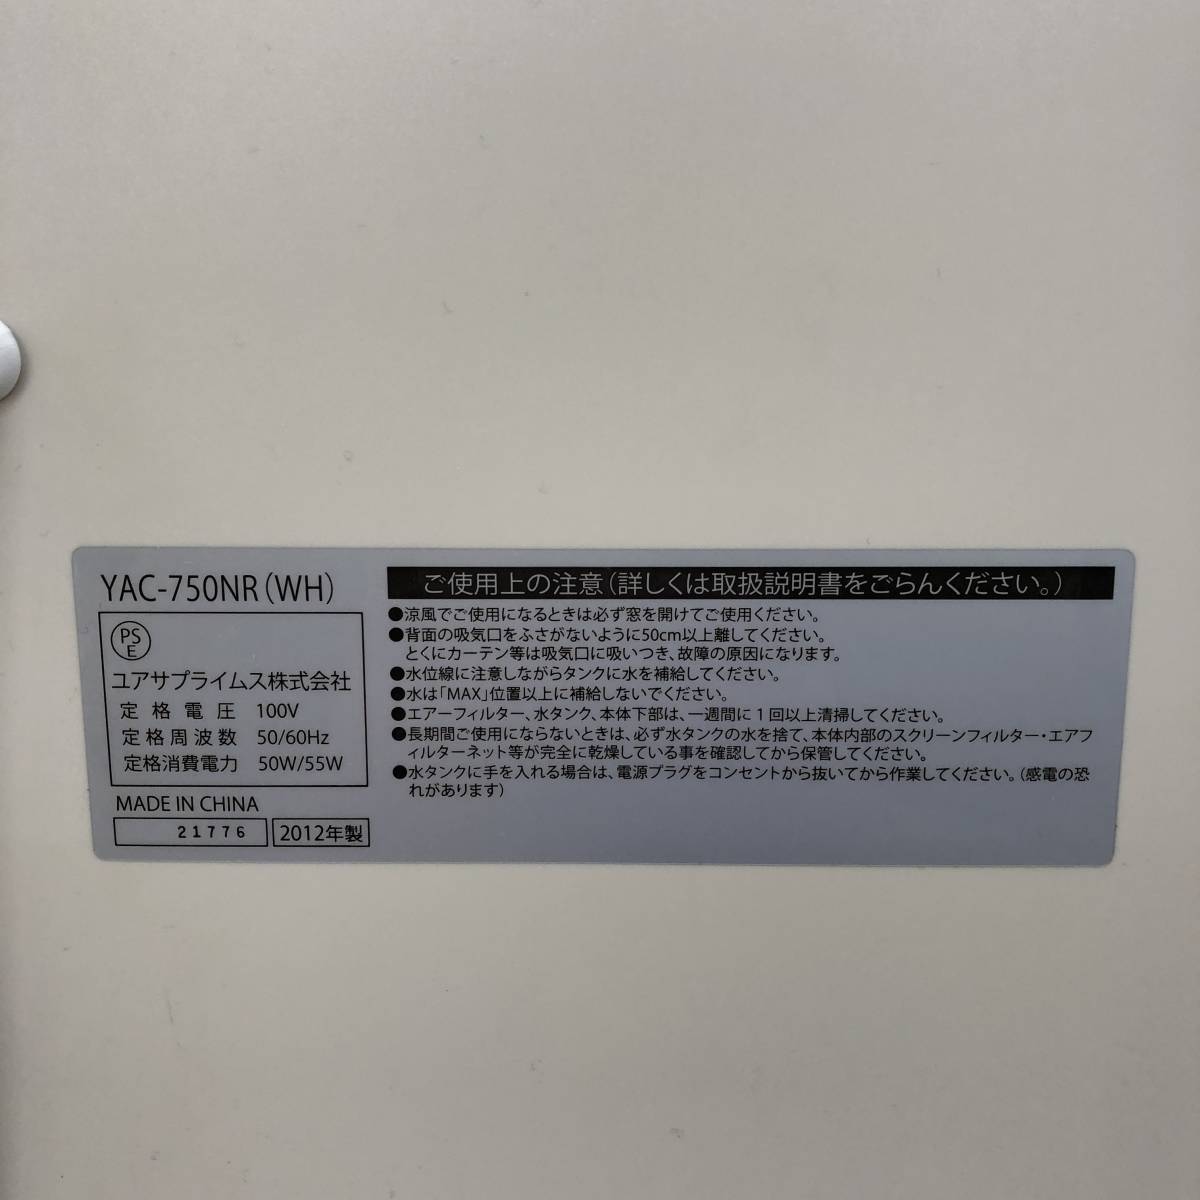 YAC-750NR(WH)
PS
E
ユアサプライムス株式会社
定格電圧 100V
定格周波数 50/60Hz
定格消費電力 50W/55W
MADE IN CHINA
21776
2012年製
ご使用上の注意(詳しくは取扱説明書をごらんください。)
●涼風でご使用になるときは必ず窓を開けてご使用ください。
●背面の吸気口をふさがないように50cm以上離してください。
とくにカーテン等は吸気口に吸いつき、故障の原因になります。
●水位線に注意しながらタンクに水を補給してください。
●水は「MAX」位置以上に補給しないでください。
●エアーフィルター、水タンク、本体下部は、一週間に1回以上清掃してください。
●長期間ご使用にならないときは、必ず水タンクの水を捨て、本体内部のスクリーンフィルター・エアフ
ィルターネット等が完全に乾燥している事を確認してから保管してください。
●水タンクに手を入れる場合は、電源プラグをコンセントから抜いてから作業してください。(感電の恐
れがあります)